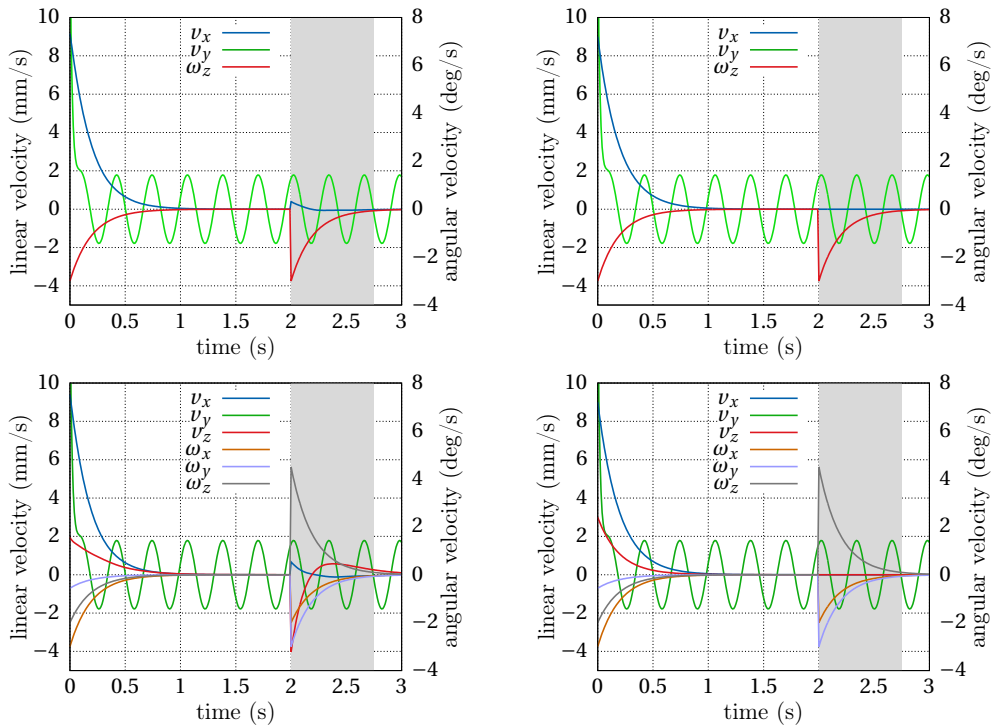 linear velocity (mm/s)
10
8
6
4
2
0
−2
−4
v_x
v_y
ω_z
8
6
4
2
0
−2
−4
angular velocity (deg/s)
0 0.5 1 1.5 2 2.5 3
time (s)
linear velocity (mm/s)
10
8
6
4
2
0
−2
−4
v_x
v_y
ω_z
8
6
4
2
0
−2
−4
angular velocity (deg/s)
0 0.5 1 1.5 2 2.5 3
time (s)
linear velocity (mm/s)
10
8
6
4
2
0
−2
−4
v_x
v_y
v_z
ω_x
ω_y
ω_z
8
6
4
2
0
−2
−4
angular velocity (deg/s)
0 0.5 1 1.5 2 2.5 3
time (s)
linear velocity (mm/s)
10
8
6
4
2
0
−2
−4
v_x
v_y
v_z
ω_x
ω_y
ω_z
8
6
4
2
0
−2
−4
angular velocity (deg/s)
0 0.5 1 1.5 2 2.5 3
time (s)